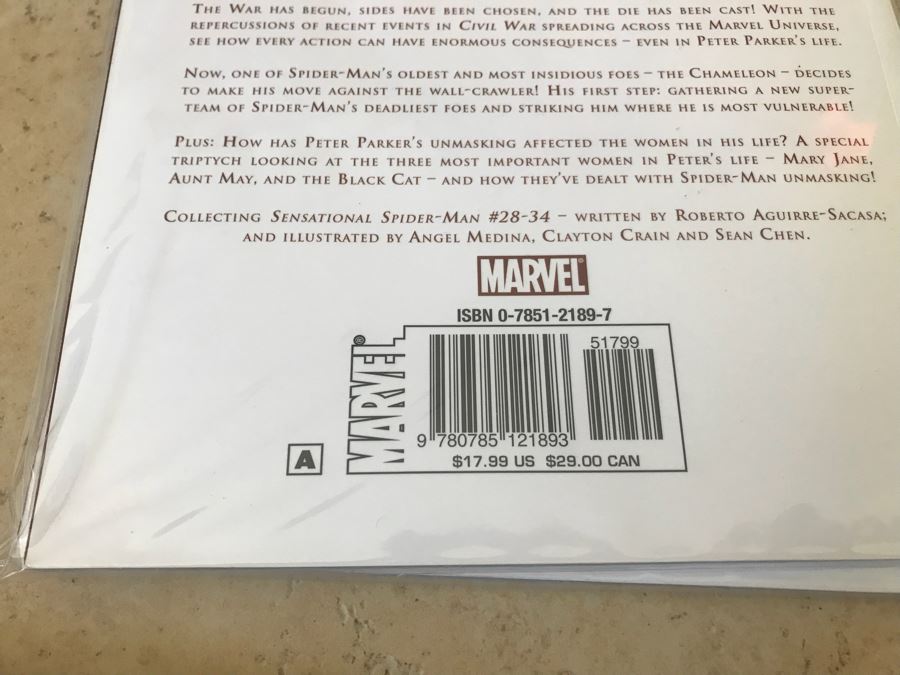 The War has begun, sides have been chosen, and the die has been cast! With the
repercussions of recent events in Civil War spreading across the Marvel Universe,
see how every action can have enormous consequences – even in Peter Parker's life.
Now, one of Spider-Man's oldest and most insidious foes – the Chameleon – decides
to make his move against the wall-crawler! His first step: gathering a new super-
team of Spider-Man's deadliest foes and striking him where he is most vulnerable!
Plus: How has Peter Parker's unmasking affected the women in his life? A special
triptych looking at the three most important women in Peter's life – Mary Jane,
Aunt May, and the Black Cat – and how they've dealt with Spider-Man unmasking!
Collecting Sensational Spider-Man #28-34 – written by Roberto Aguirre-Sacasa;
and illustrated by Angel Medina, Clayton Crain and Sean Chen.
MARVEL
ISBN 0-7851-2189-7
MARVEL®
51799
9 780785 121893
A
$17.99 US $29.00 CAN